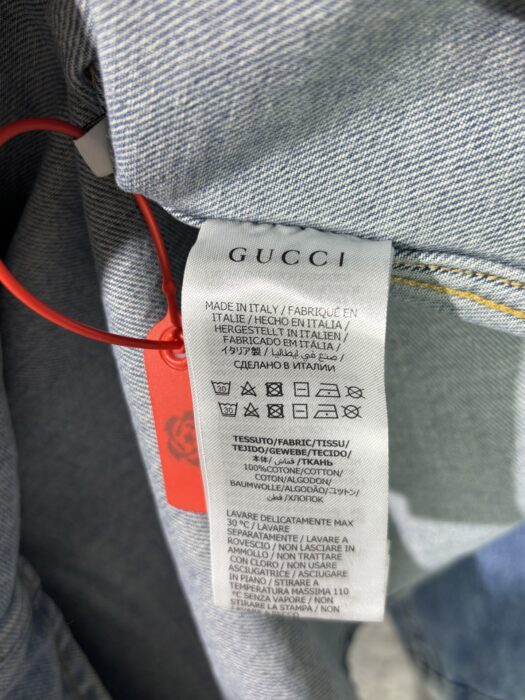 GUCCI
MADE IN ITALY / FABRIQUÉ EN
ITALIE / HECHO EN ITALIA /
HERGESTELLT IN ITALIEN /
FABRICADO EM ITÁLIA /
イタリア製 / صنع في إيطاليا /
СДЕЛАНО В ИТАЛИИ
30
TESSUTO/FABRIC/TISSU/
TEJIDO/GEWEBE/TECIDO/
本体/ قماش /ТКАНЬ
100%COTONE/COTTON/
COTON/ALGODON/
BAUMWOLLE/ALGODÃO/コットン/
قطن/ХЛОПОК
LAVARE DELICATAMENTE MAX
30 °C / LAVARE
SEPARATAMENTE / LAVARE A
ROVESCIO / NON LASCIARE IN
AMMOLLO / NON TRATTARE
CON CLORO / NON USARE
ASCIUGATRICE / ASCIUGARE
IN PIANO / STIRARE A
TEMPERATURA MASSIMA 110
°C SENZA VAPORE / NON
STIRARE LA STAMPA / NON
LAVARE A SECCO